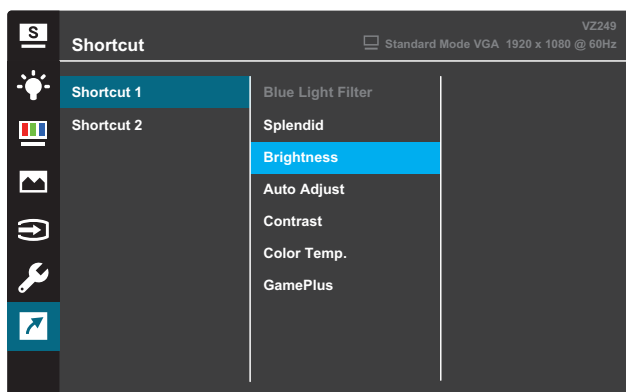 S
VZ249
Shortcut
Standard Mode VGA 1920 x 1080 @ 60Hz
Shortcut 1
Shortcut 2
Blue Light Filter
Splendid
Brightness
Auto Adjust
Contrast
Color Temp.
GamePlus